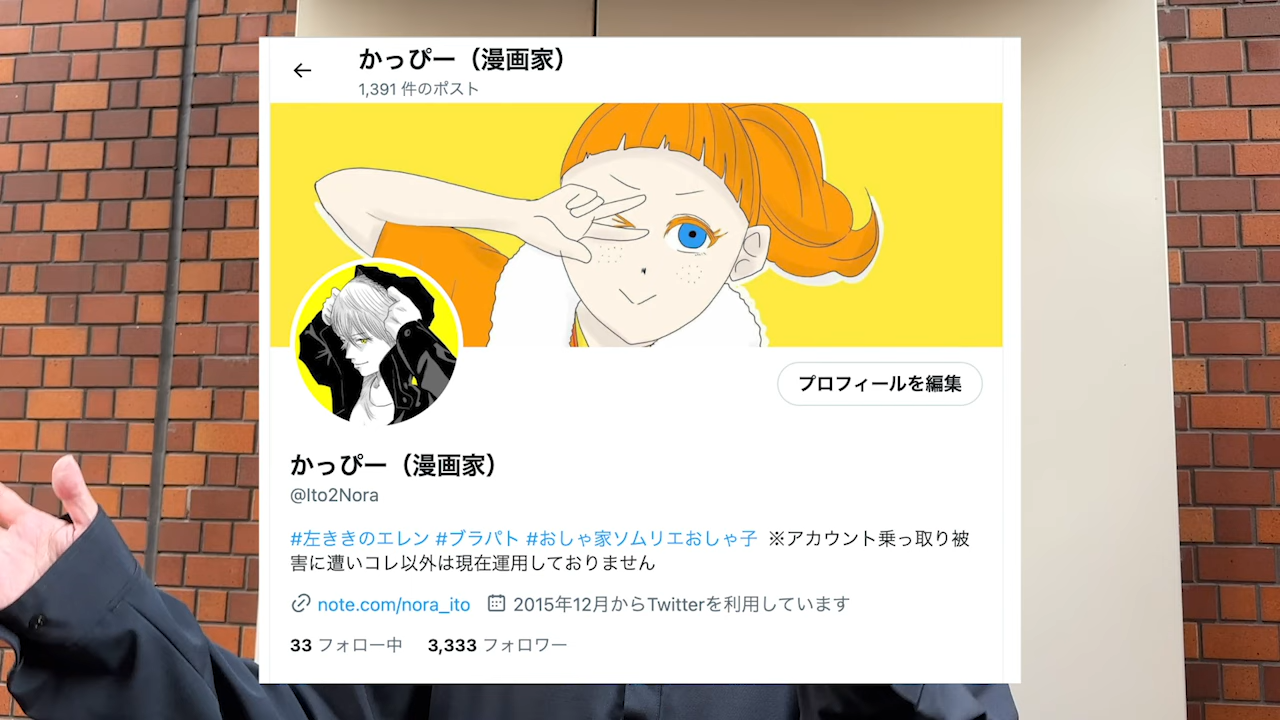 かっぴー（漫画家）
1,391 件のポスト
プロフィールを編集
かっぴー（漫画家）
@Ito2Nora
#左ききのエレン #ブラパト #おしゃ家ソムリエおしゃ子 ※アカウント乗っ取り被
害に遭いコレ以外は現在運用しておりません
note.com/nora_ito 2015年12月からTwitterを利用しています
33 フォロー中 3,333 フォロワー